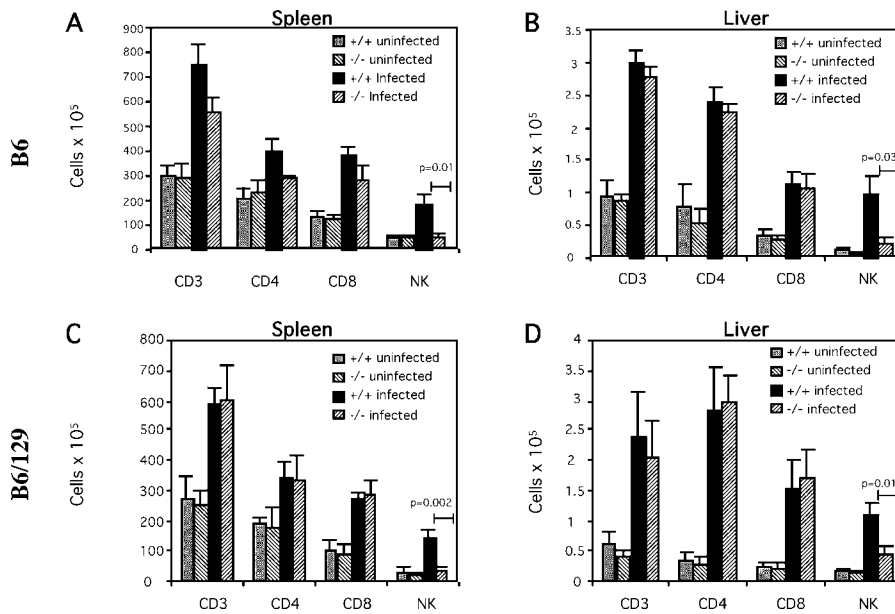 A
Spleen
900
800
700
600
500
400
300
200
100
0
Cells x 10⁵
B6
+/+ uninfected
-/- uninfected
+/+ Infected
-/- Infected
p=0.01
CD3 CD4 CD8 NK
B
Liver
3.5
3
2.5
2
1.5
1
0.5
0
Cells x 10⁵
+/+ uninfected
-/- uninfected
+/+ infected
-/- infected
p=0.03
CD3 CD4 CD8 NK
C
Spleen
800
700
600
500
400
300
200
100
0
Cells x 10⁵
B6/129
+/+ uninfected
-/- uninfected
+/+ infected
-/- infected
p=0.002
CD3 CD4 CD8 NK
D
Liver
4
3.5
3
2.5
2
1.5
1
0.5
0
Cells x 10⁵
+/+ uninfected
-/- uninfected
+/+ infected
-/- infected
p=0.01
CD3 CD4 CD8 NK